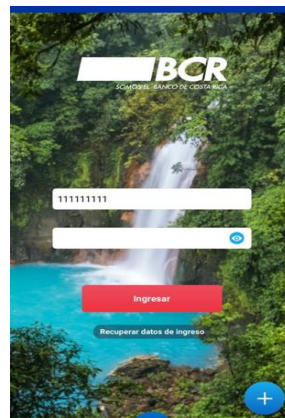 BCR
SOMOS EL BANCO DE COSTA RICA
111111111
Ingresar
Recuperar datos de ingreso